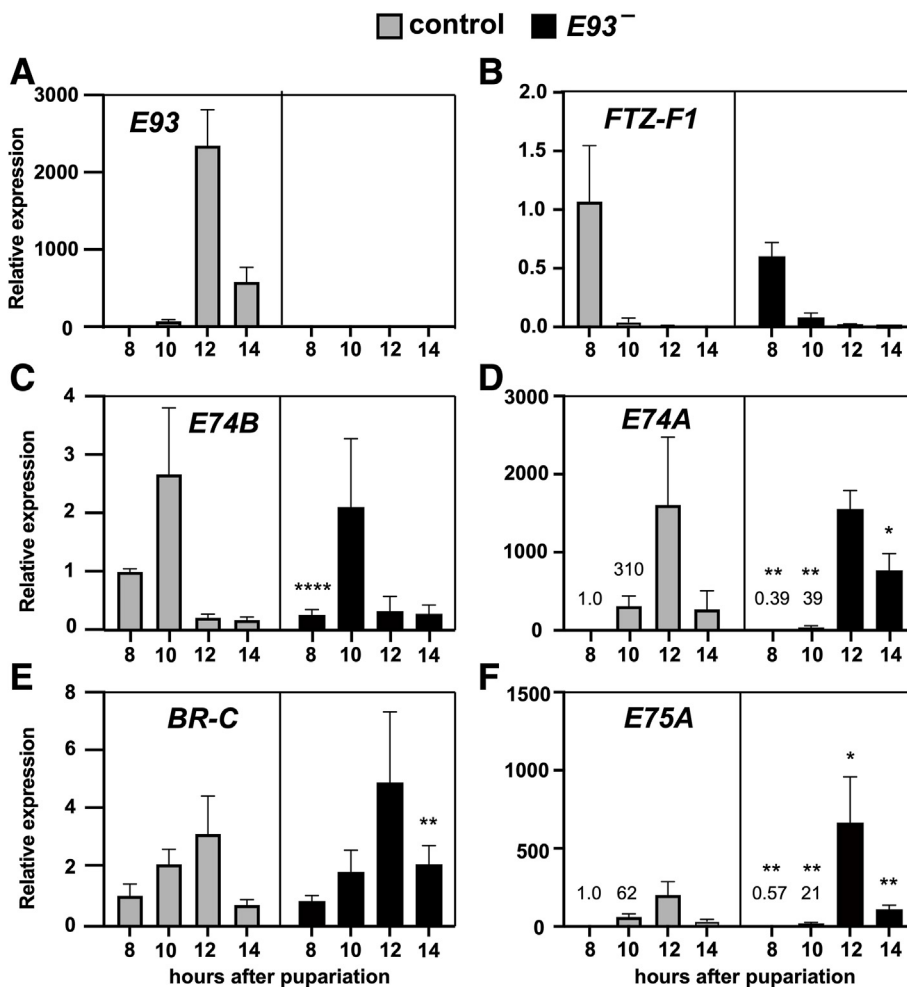 control E93⁻
A
E93
Relative expression
3000
2000
1000
0
8 10 12 14 8 10 12 14
B
FTZ-F1
2.0
1.5
1.0
0.5
0.0
8 10 12 14 8 10 12 14
C
E74B
Relative expression
4
3
2
1
0
****
8 10 12 14 8 10 12 14
D
E74A
3000
2000
1000
0
*
310 ** **
1.0 0.39 39
8 10 12 14 8 10 12 14
E
BR-C
Relative expression
8
6
4
2
0
**
8 10 12 14 8 10 12 14
hours after pupariation
F
E75A
1500
1000
500
0
*
** ** **
1.0 62 0.57 21
8 10 12 14 8 10 12 14
hours after pupariation